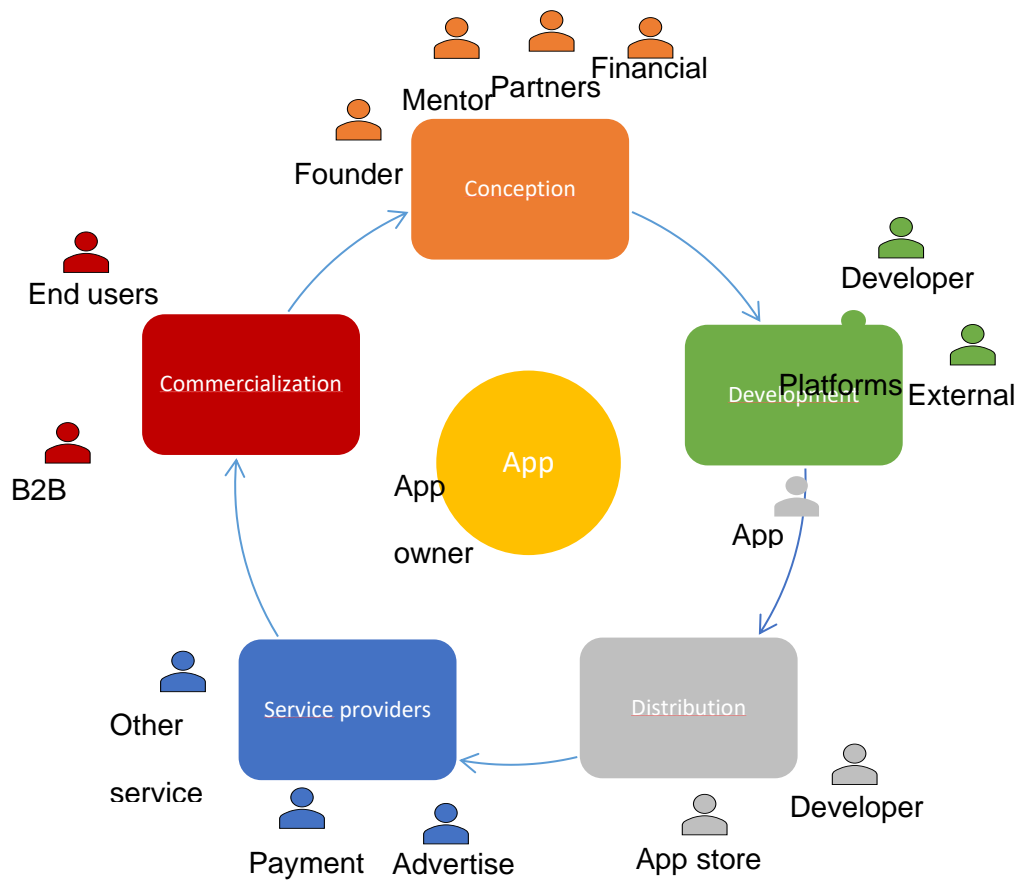 Financial
Partners
Mentor
Founder
Conception
Developer
End users
Platforms
External
Commercialization
Development
App
App
owner
B2B
App
Other
service
Service providers
Distribution
Developer
App store
Payment
Advertise